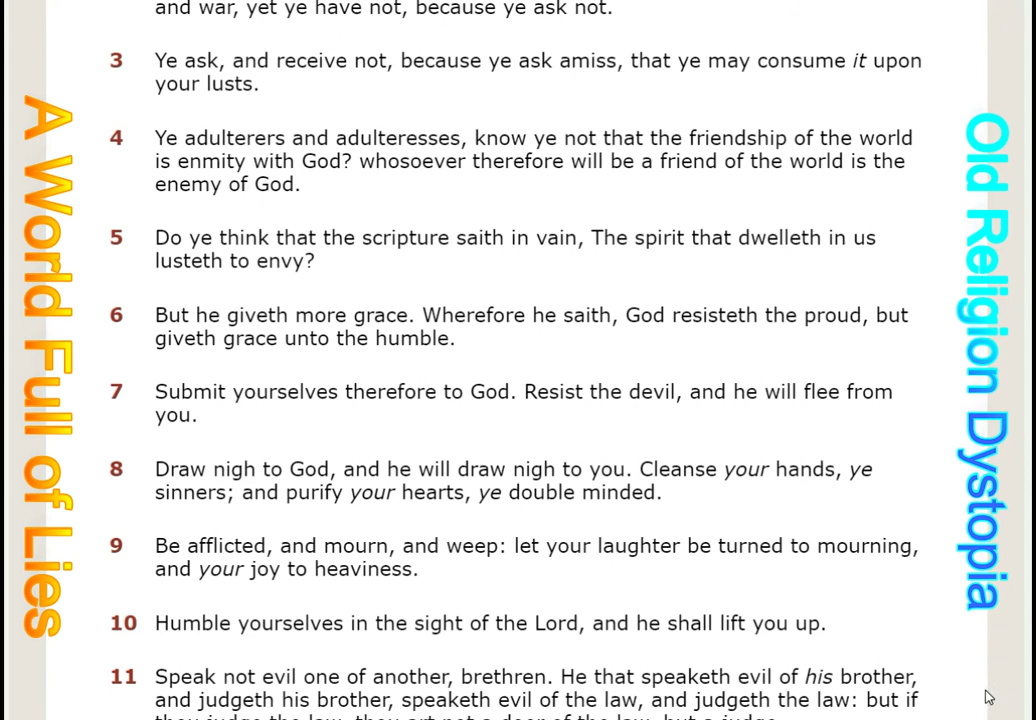 and war, yet ye have not, because ye ask not.
3 Ye ask, and receive not, because ye ask amiss, that ye may consume it upon
your lusts.
4 Ye adulterers and adulteresses, know ye not that the friendship of the world
is enmity with God? whosoever therefore will be a friend of the world is the
enemy of God.
5 Do ye think that the scripture saith in vain, The spirit that dwelleth in us
lusteth to envy?
6 But he giveth more grace. Wherefore he saith, God resisteth the proud, but
giveth grace unto the humble.
7 Submit yourselves therefore to God. Resist the devil, and he will flee from
you.
8 Draw nigh to God, and he will draw nigh to you. Cleanse your hands, ye
sinners; and purify your hearts, ye double minded.
9 Be afflicted, and mourn, and weep: let your laughter be turned to mourning,
and your joy to heaviness.
10 Humble yourselves in the sight of the Lord, and he shall lift you up.
11 Speak not evil one of another, brethren. He that speaketh evil of his brother,
and judgeth his brother, speaketh evil of the law, and judgeth the law: but if
A World Full of Lies
Old Religion Dystopia